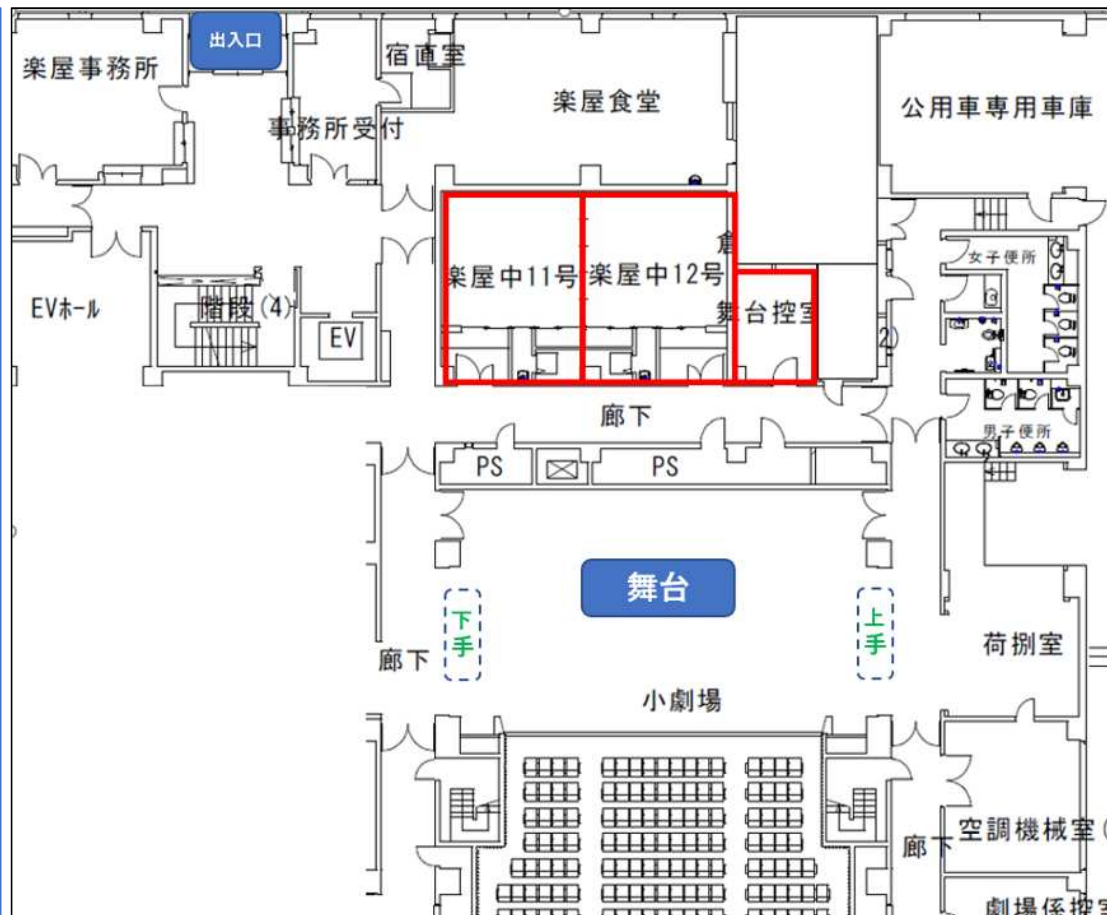 出入口
宿直室
楽屋事務所
楽屋食堂
公用車専用車庫
事務所受付
倉
女子便所
楽屋中11号
楽屋中12号
EVホール
階段(4)
舞台控室
EV
2)
廊下
男子便所
PS
PS
舞台
下手
上手
荷捌室
廊下
小劇場
空調機械室(
廊下
劇場係控室